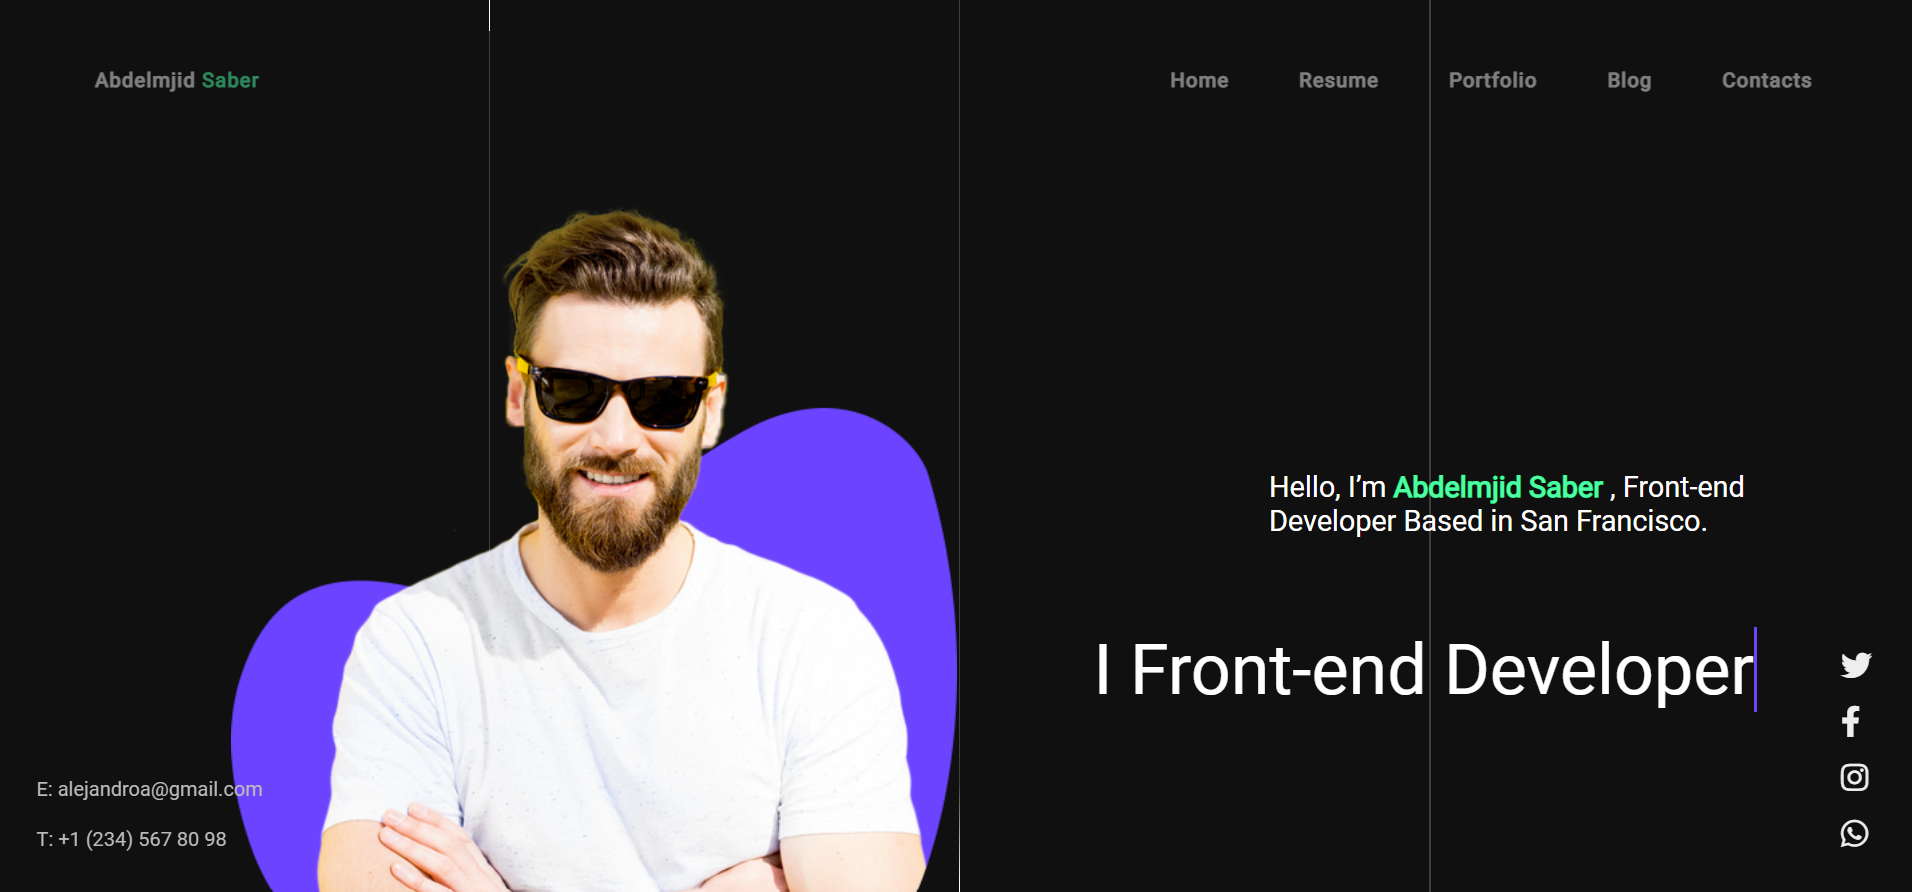 Abdelmjid Saber
Home Resume Portfolio Blog Contacts
Hello, I’m Abdelmjid Saber , Front-end
Developer Based in San Francisco.
I Front-end Developer
E: alejandroa@gmail.com
T: +1 (234) 567 80 98